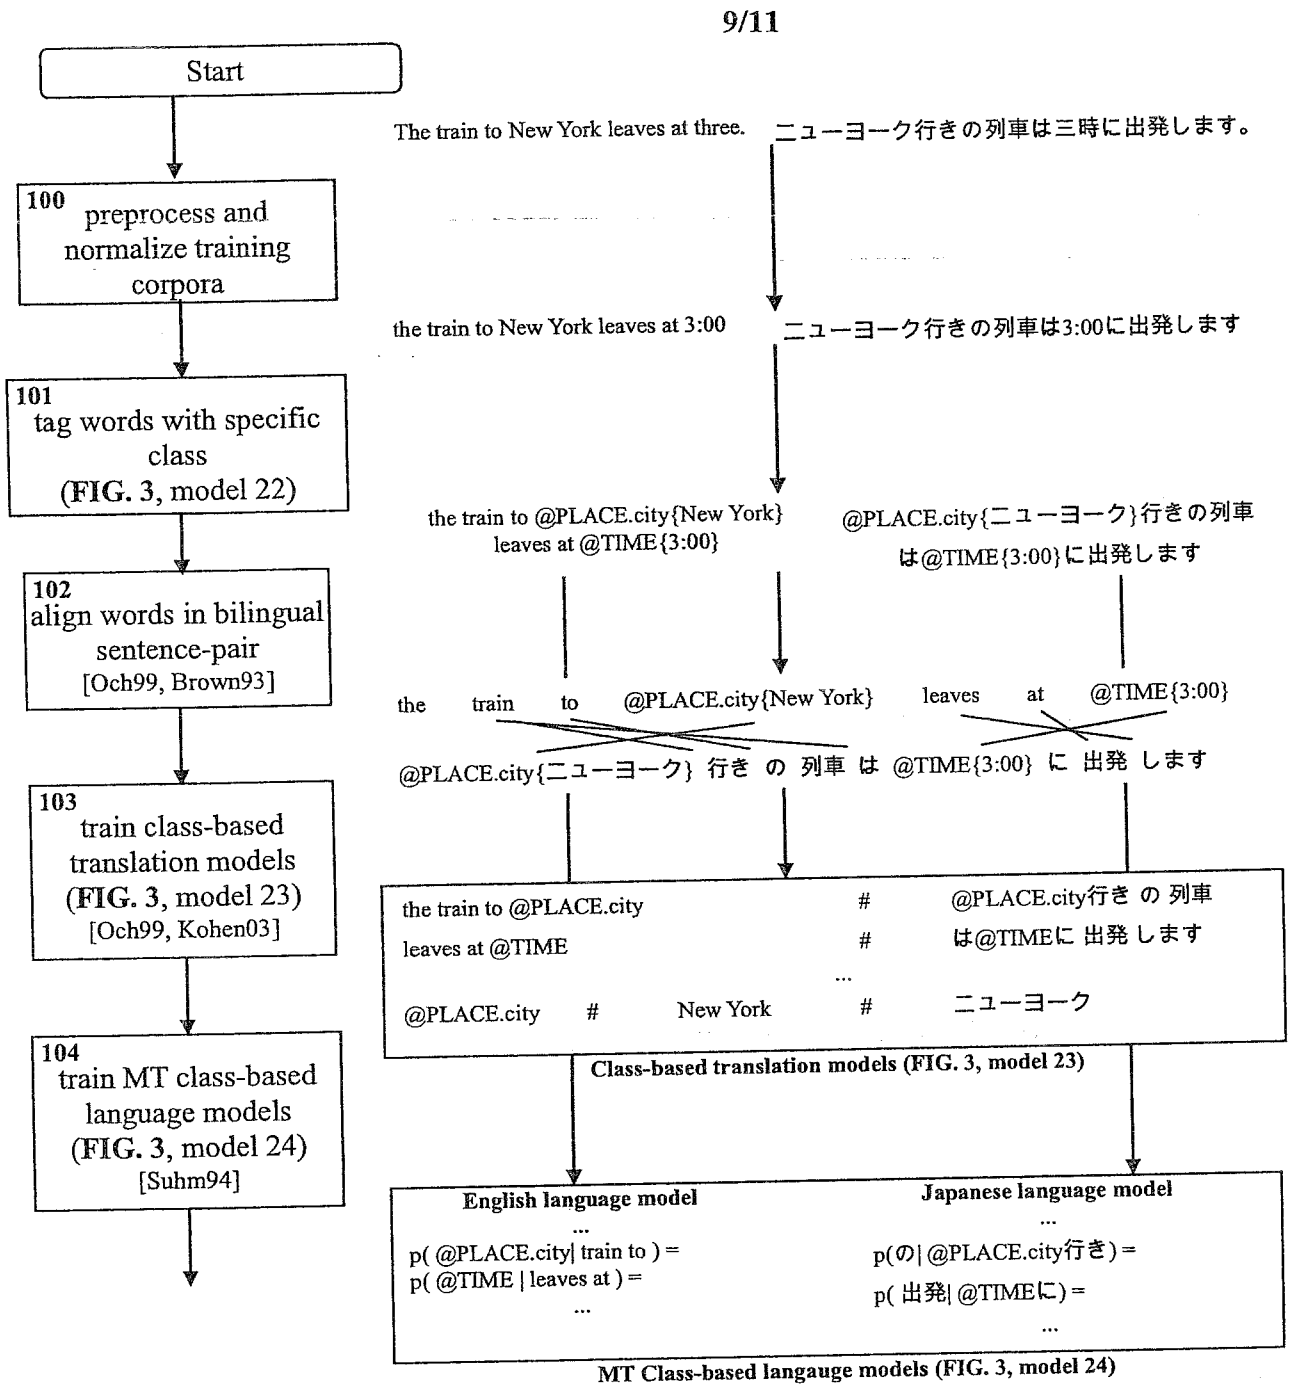 9/11
Start
100
preprocess and
normalize training
corpora
101
tag words with specific
class
(FIG. 3, model 22)
102
align words in bilingual
sentence-pair
[Och99, Brown93]
103
train class-based
translation models
(FIG. 3, model 23)
[Och99, Kohen03]
104
train MT class-based
language models
(FIG. 3, model 24)
[Suhm94]
The train to New York leaves at three. ニューヨーク行きの列車は三時に出発します。
the train to New York leaves at 3:00 ニューヨーク行きの列車は3:00に出発します
the train to @PLACE.city{New York}
leaves at @TIME{3:00}
@PLACE.city{ニューヨーク}行きの列車
は@TIME{3:00}に出発します
the train to @PLACE.city{New York} leaves at @TIME{3:00}
@PLACE.city{ニューヨーク} 行き の 列車 は @TIME{3:00} に 出発 します
the train to @PLACE.city # @PLACE.city行き の 列車
leaves at @TIME # は@TIMEに 出発 します
...
@PLACE.city # New York # ニューヨーク
Class-based translation models (FIG. 3, model 23)
English language model
...
p( @PLACE.city| train to ) =
p( @TIME | leaves at ) =
...
Japanese language model
...
p(の| @PLACE.city行き) =
p( 出発| @TIMEに) =
...
MT Class-based langauge models (FIG. 3, model 24)